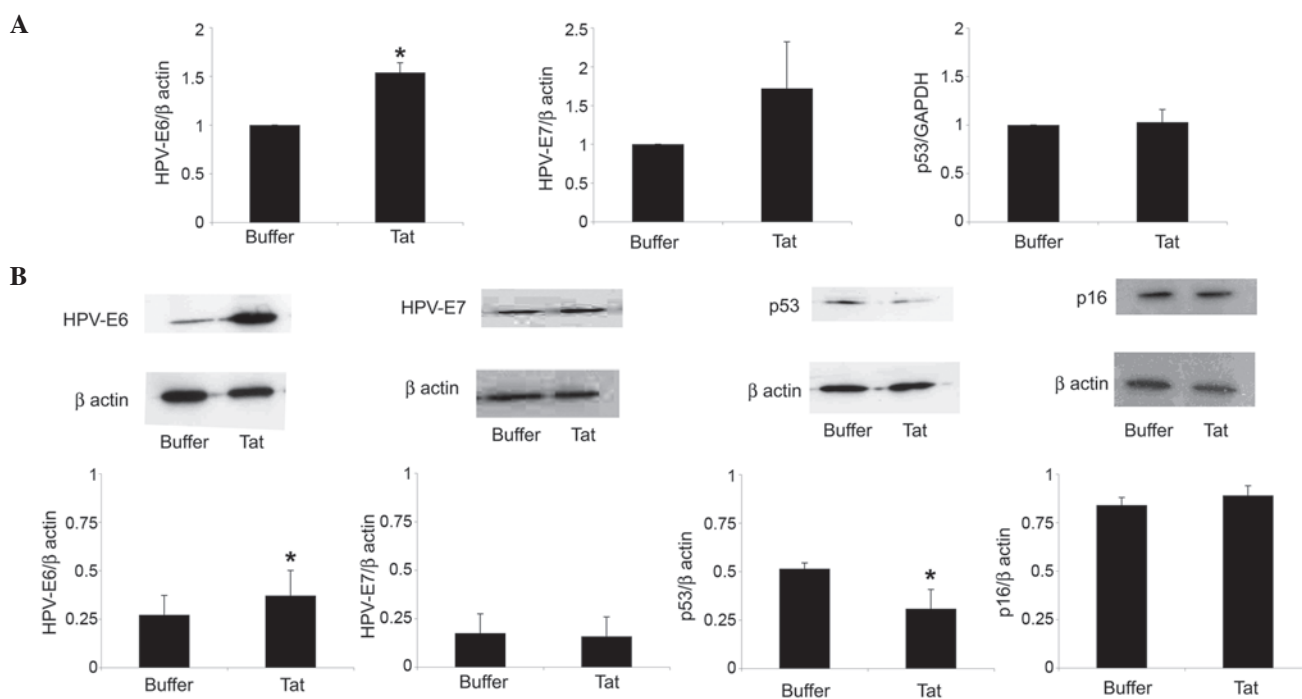 A
HPV-E6/β actin
2
1.5
1
0.5
0
*
Buffer Tat
HPV-E7/β actin
2.5
2
1.5
1
0.5
0
Buffer Tat
p53/GAPDH
2
1.5
1
0.5
0
Buffer Tat
B
HPV-E6
β actin
Buffer Tat
HPV-E7
β actin
Buffer Tat
p53
β actin
Buffer Tat
p16
β actin
Buffer Tat
HPV-E6/β actin
1
0.75
0.5
0.25
0
*
Buffer Tat
HPV-E7/β actin
1
0.75
0.5
0.25
0
Buffer Tat
p53/β actin
1
0.75
0.5
0.25
0
*
Buffer Tat
p16/β actin
1
0.75
0.5
0.25
0
Buffer Tat